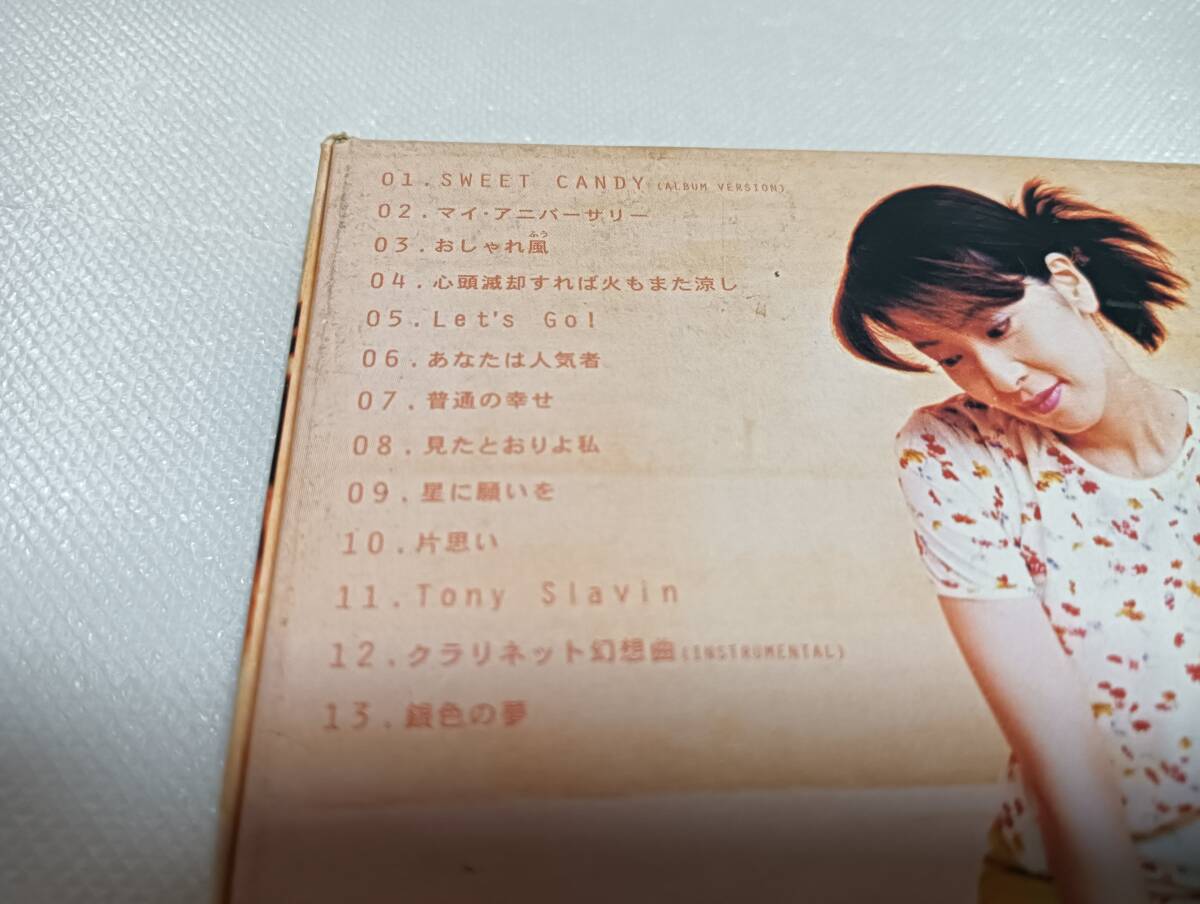 01.SWEET CANDY (ALBUM VERSION)
02.マイ・アニバーサリー
03.おしゃれ風
ふう
04.心頭滅却すれば火もまた涼し
05.Let's Go!
06.あなたは人気者
07.普通の幸せ
08.見たとおりよ私
09.星に願いを
10.片思い
11.Tony Slavin
12.クラリネット幻想曲(INSTRUMENTAL)
13.銀色の夢